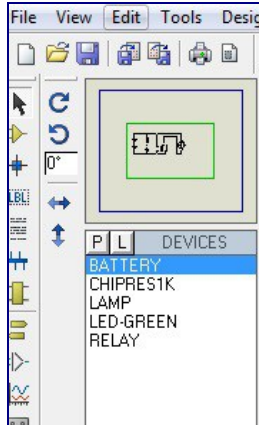 File View Edit Tools Desig
0°
LBL
P L DEVICES
BATTERY
CHIPRES1K
LAMP
LED-GREEN
RELAY